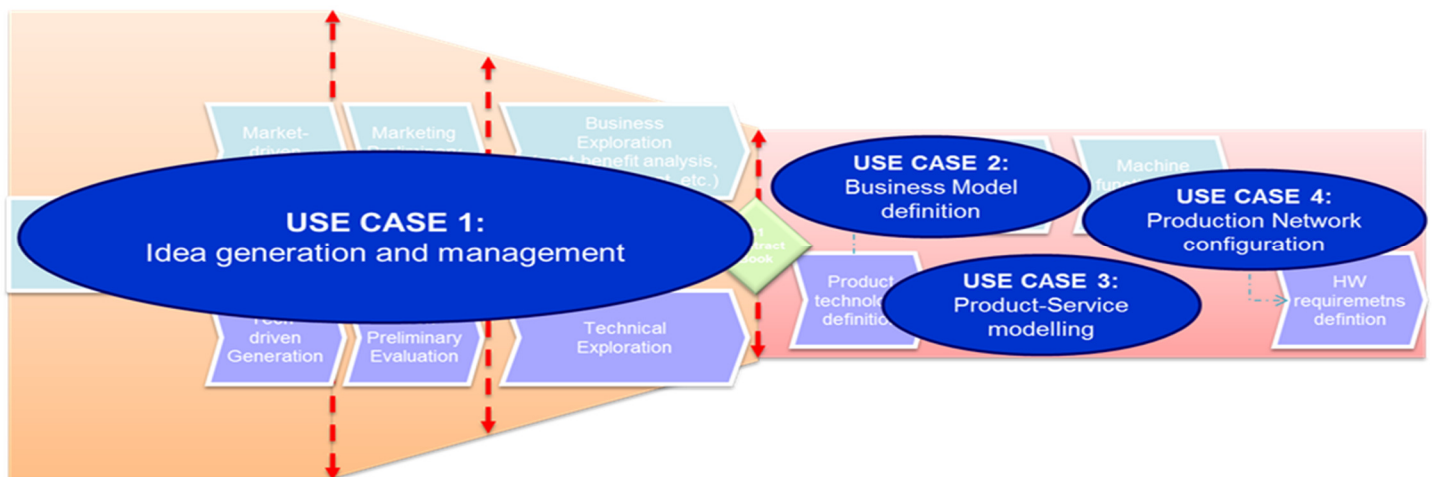 Market-
driven
Marketing
Business
Exploration
benefit analysis,
etc.)
USE CASE 1:
Idea generation and management
Book
Tech
driven
Generation
Preliminary
Evaluation
Technical
Exploration
USE CASE 2:
Business Model
definition
Machine
USE CASE 4:
Production Network
configuration
Product
definition
USE CASE 3:
Product-Service
modelling
HW
requiremetns
defintion